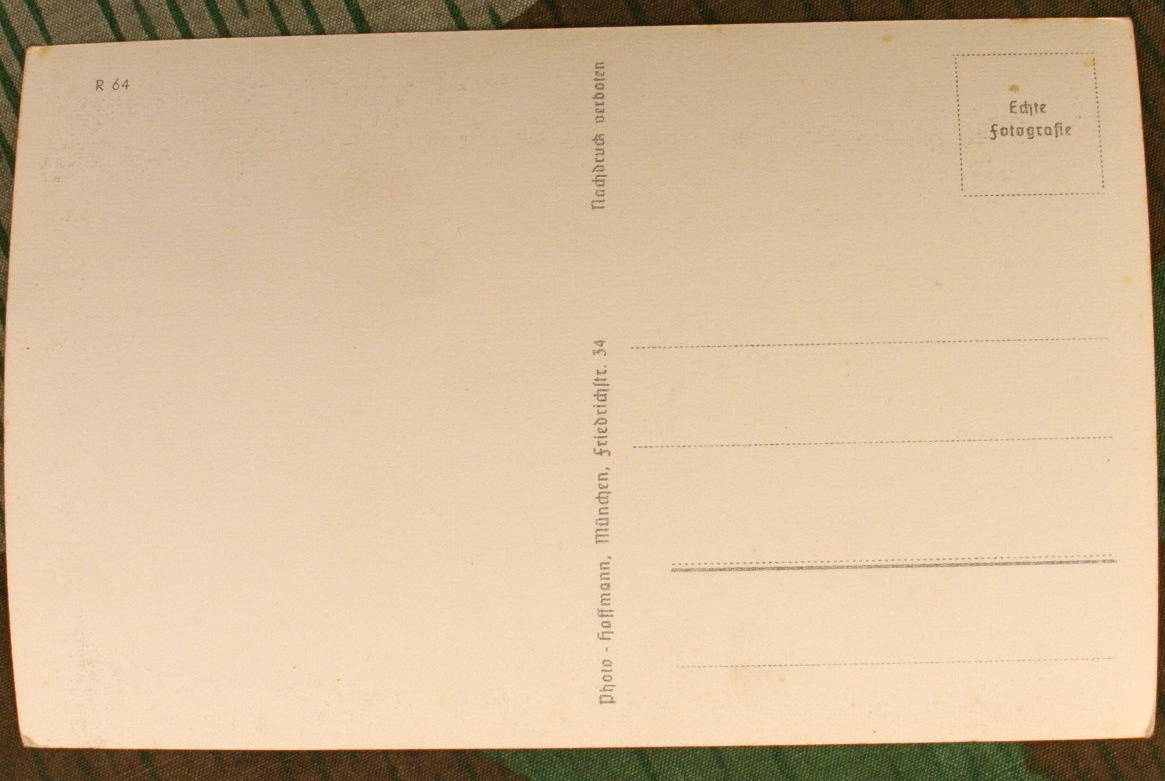 R 64
Photo - Hoffmann, München, Friedrichstr. 34
Nachdruck verboten
Echte
Fotografie